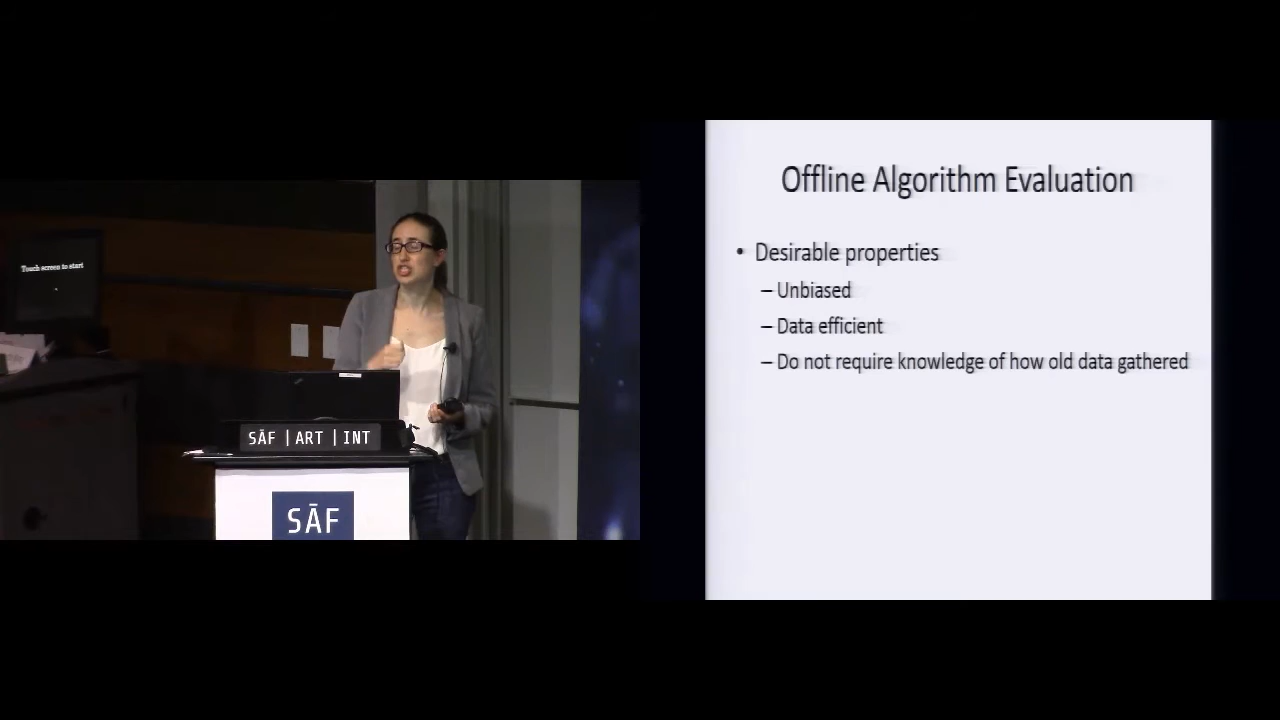 Touch screen to start
SĀF | ART | INT
SĀF
Offline Algorithm Evaluation
• Desirable properties
– Unbiased
– Data efficient
– Do not require knowledge of how old data gathered